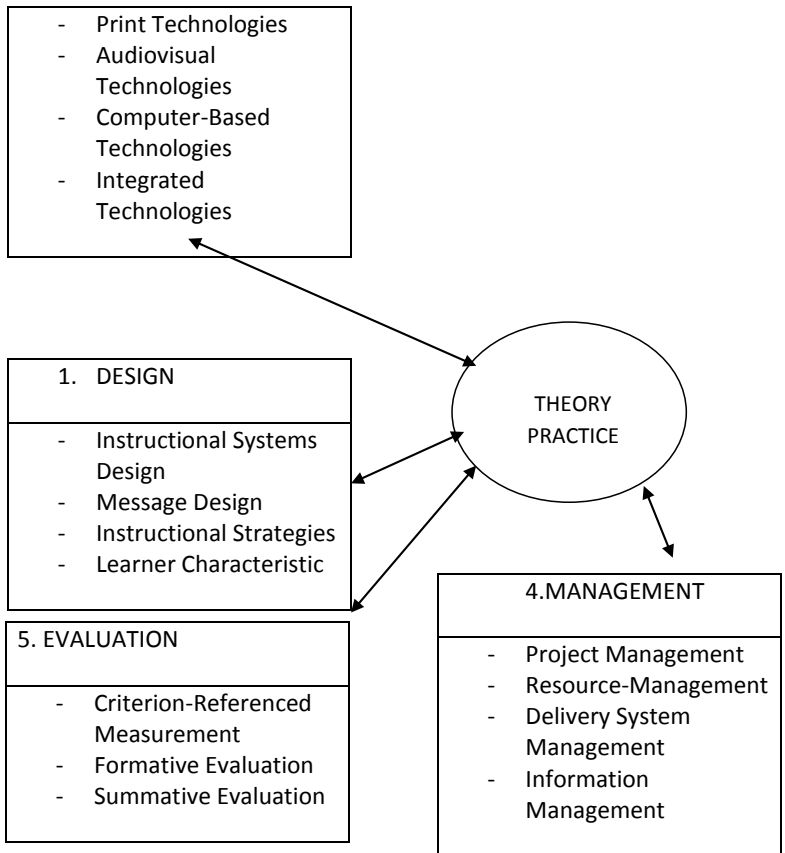 - Print Technologies
- Audiovisual
Technologies
- Computer-Based
Technologies
- Integrated
Technologies
THEORY
PRACTICE
1. DESIGN
- Instructional Systems
Design
- Message Design
- Instructional Strategies
- Learner Characteristic
5. EVALUATION
- Criterion-Referenced
Measurement
- Formative Evaluation
- Summative Evaluation
4.MANAGEMENT
- Project Management
- Resource-Management
- Delivery System
Management
- Information
Management